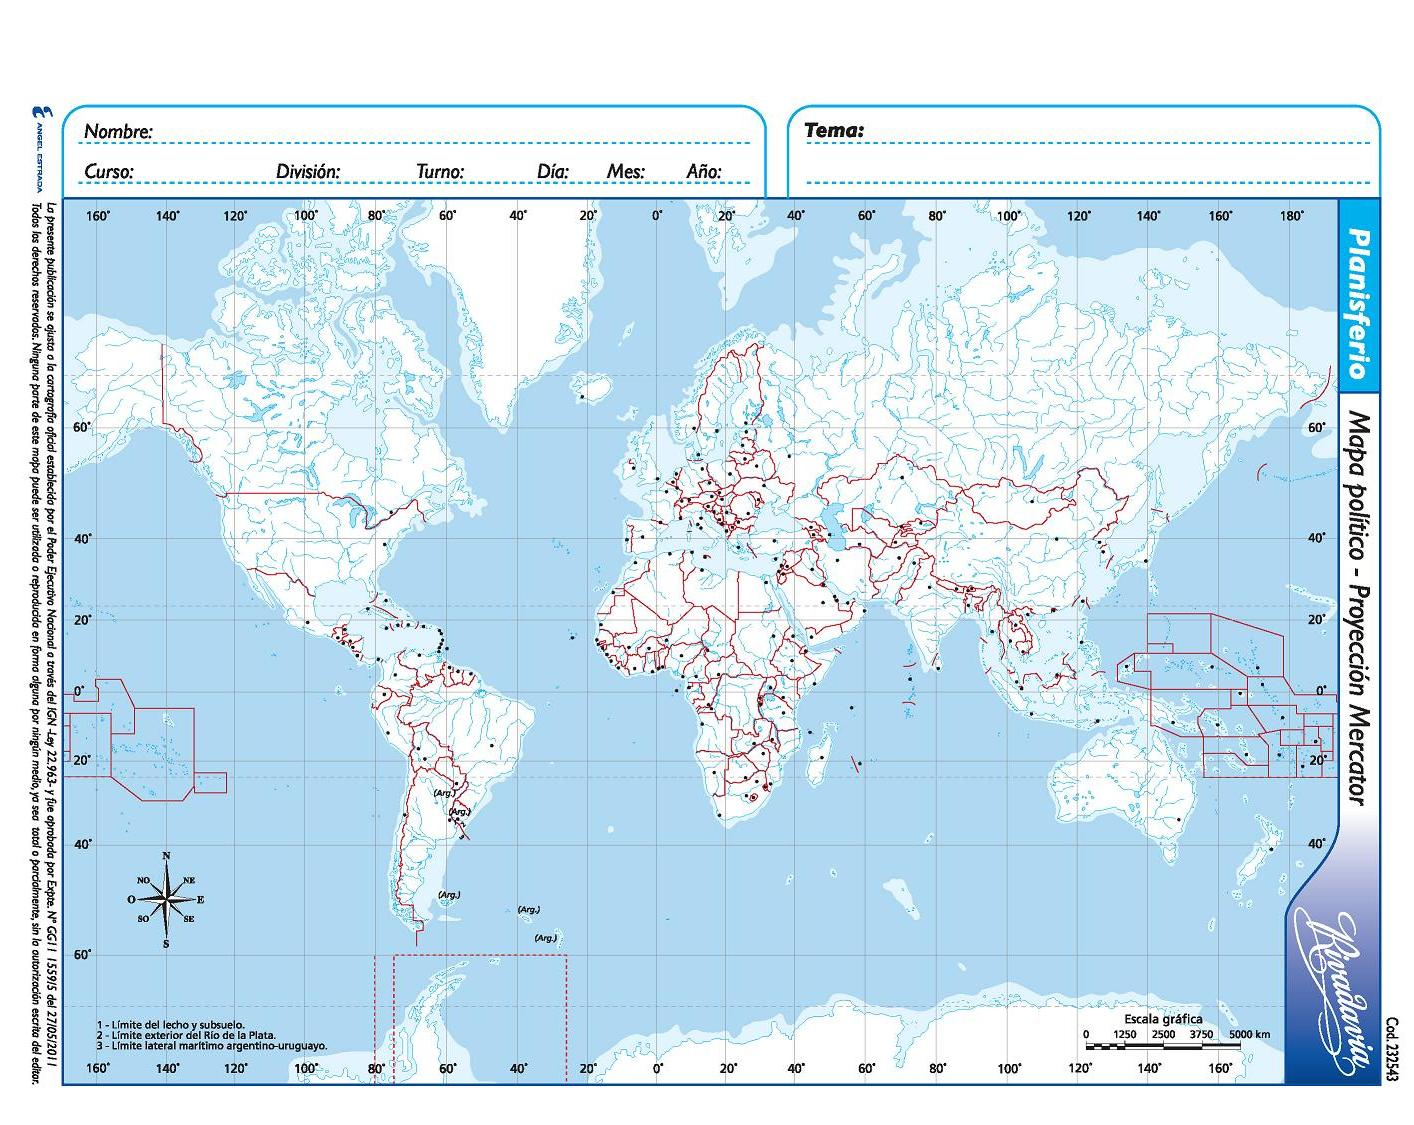 Nombre:
Curso: División: Turno: Día: Mes: Año:
Tema:
ANGEL ESTRADA
La presente publicación se ajusta a la cartografía oficial establecida por el Poder Ejecutivo Nacional a través del IGN -Ley 22.963- y fue aprobada por Expte. Nº GG11 1559/5 del 27/05/2011
Todos los derechos reservados. Ninguna parte de este mapa puede ser utilizada o reproducida en forma alguna por ningún medio, ya sea total o parcialmente, sin la autorización escrita del editor.
160° 140° 120° 100° 80° 60° 40° 20° 0° 20° 40° 60° 80° 100° 120° 140° 160° 180°
Planisferio
Mapa político - Proyección Mercator
60° 60°
40° 40°
20° 20°
0° 0°
20° 20°
(Arg.)
(Arg.)
2
40° 40°
N
NO NE
O E
SO SE
S
(Arg.)
(Arg.)
(Arg.)
60°
1 - Límite del lecho y subsuelo.
2 - Límite exterior del Río de la Plata.
3 - Límite lateral marítimo argentino-uruguayo.
Escala gráfica
0 1250 2500 3750 5000 km
160° 140° 120° 100° 80° 60° 40° 20° 0° 20° 40° 60° 80° 100° 120° 140° 160°
Rivadavia
Cod. 232543